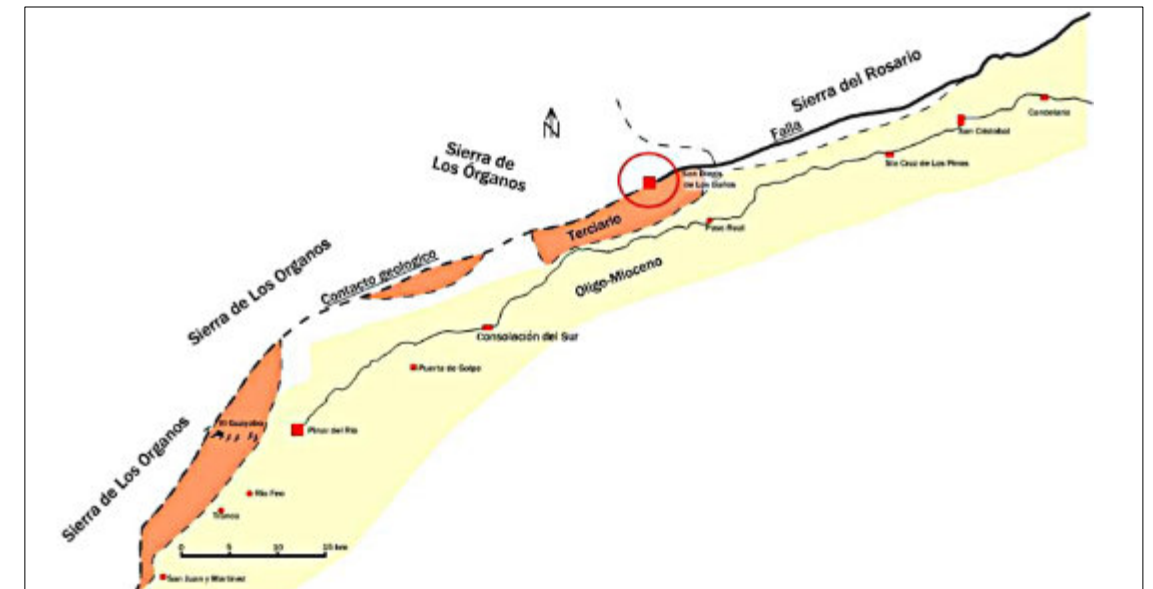 Sierra del Rosario
Falla
Candelaria
San Cristobal
Sta Cruz de Los Pinos
N
Sierra de
Los Órganos
San Diego
de Los Baños
Terciario
Paso Real
Contacto geologico
Oligo-Mioceno
Sierra de Los Organos
Consolación del Sur
Puerta de Golpe
Sierra de Los Organos
El Guayabo
Pinar del Río
Río Feo
0 5 10 15 km
San Juan y Martinez